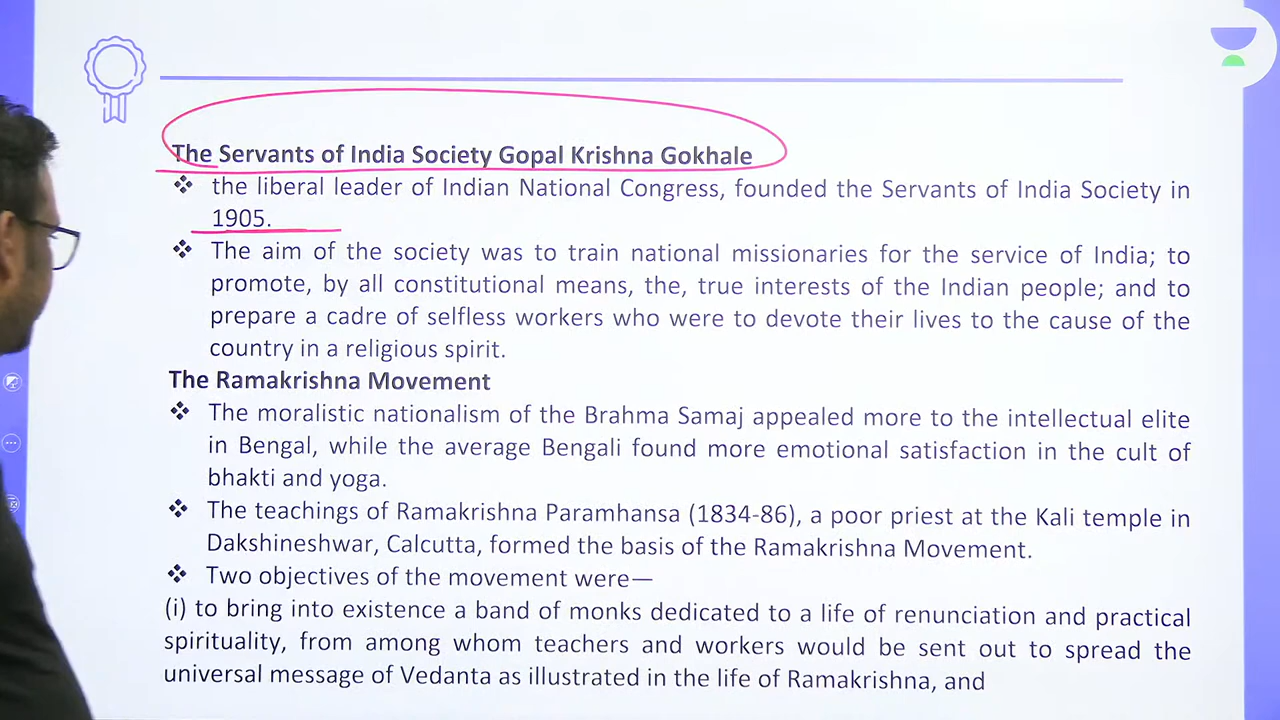 The Servants of India Society Gopal Krishna Gokhale
❖ the liberal leader of Indian National Congress, founded the Servants of India Society in
1905.
❖ The aim of the society was to train national missionaries for the service of India; to
promote, by all constitutional means, the, true interests of the Indian people; and to
prepare a cadre of selfless workers who were to devote their lives to the cause of the
country in a religious spirit.
The Ramakrishna Movement
❖ The moralistic nationalism of the Brahma Samaj appealed more to the intellectual elite
in Bengal, while the average Bengali found more emotional satisfaction in the cult of
bhakti and yoga.
❖ The teachings of Ramakrishna Paramhansa (1834-86), a poor priest at the Kali temple in
Dakshineshwar, Calcutta, formed the basis of the Ramakrishna Movement.
❖ Two objectives of the movement were—
(i) to bring into existence a band of monks dedicated to a life of renunciation and practical
spirituality, from among whom teachers and workers would be sent out to spread the
universal message of Vedanta as illustrated in the life of Ramakrishna, and